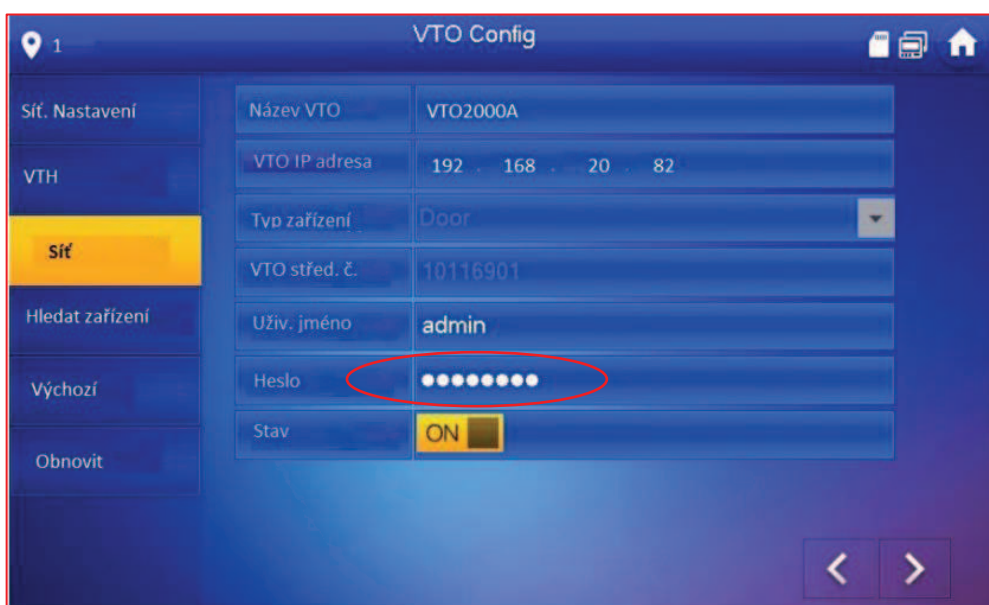 1
VTO Config
Síť. Nastavení
VTH
Síť
Hledat zařízení
Výchozí
Obnovit
Název VTO VTO2000A
VTO IP adresa 192 . 168 . 20 . 82
Typ zařízení Door
VTO střed. č. 10116901
Uživ. jméno admin
Heslo ●●●●●●●●
Stav ON